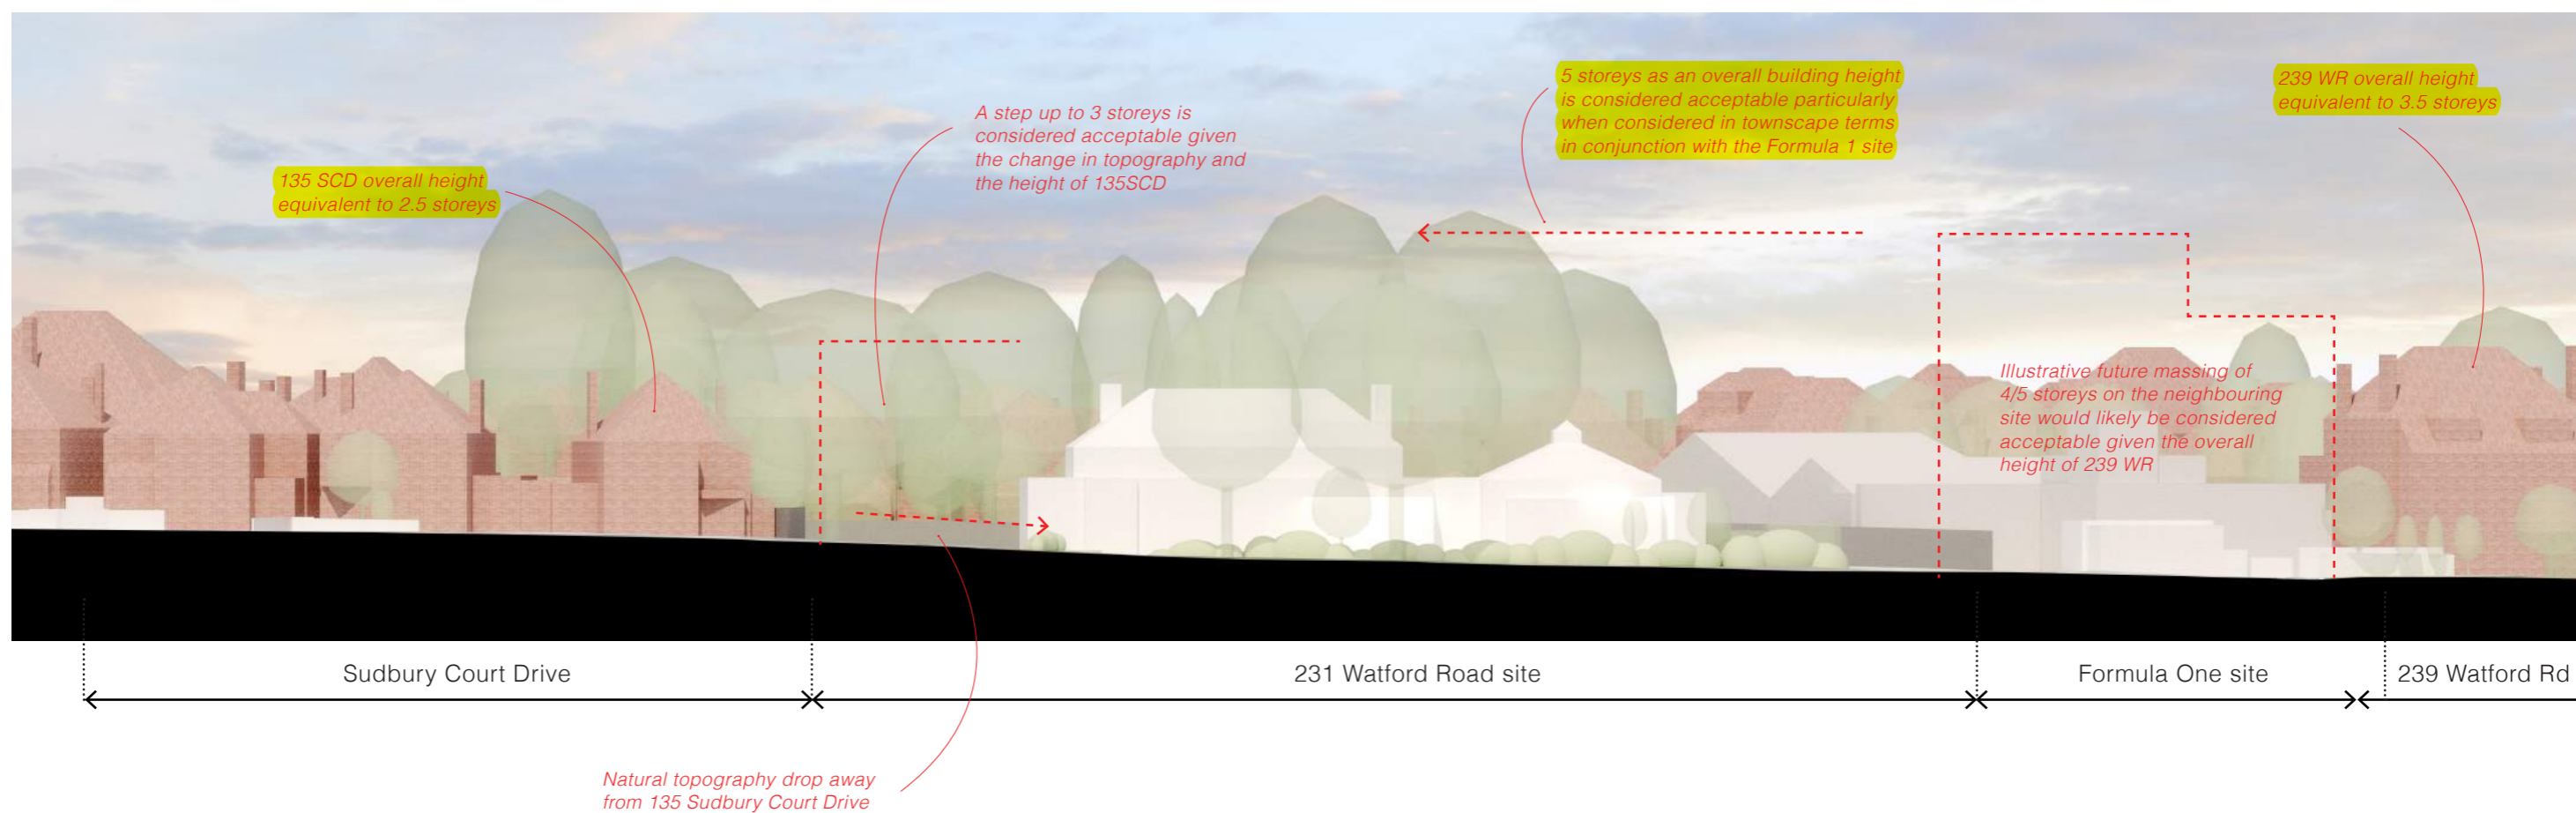 135 SCD overall height
equivalent to 2.5 storeys
A step up to 3 storeys is
considered acceptable given
the change in topography and
the height of 135SCD
5 storeys as an overall building height
is considered acceptable particularly
when considered in townscape terms
in conjunction with the Formula 1 site
239 WR overall height
equivalent to 3.5 storeys
Illustrative future massing of
4/5 storeys on the neighbouring
site would likely be considered
acceptable given the overall
height of 239 WR
Sudbury Court Drive
231 Watford Road site
Formula One site
239 Watford Rd
Natural topography drop away
from 135 Sudbury Court Drive